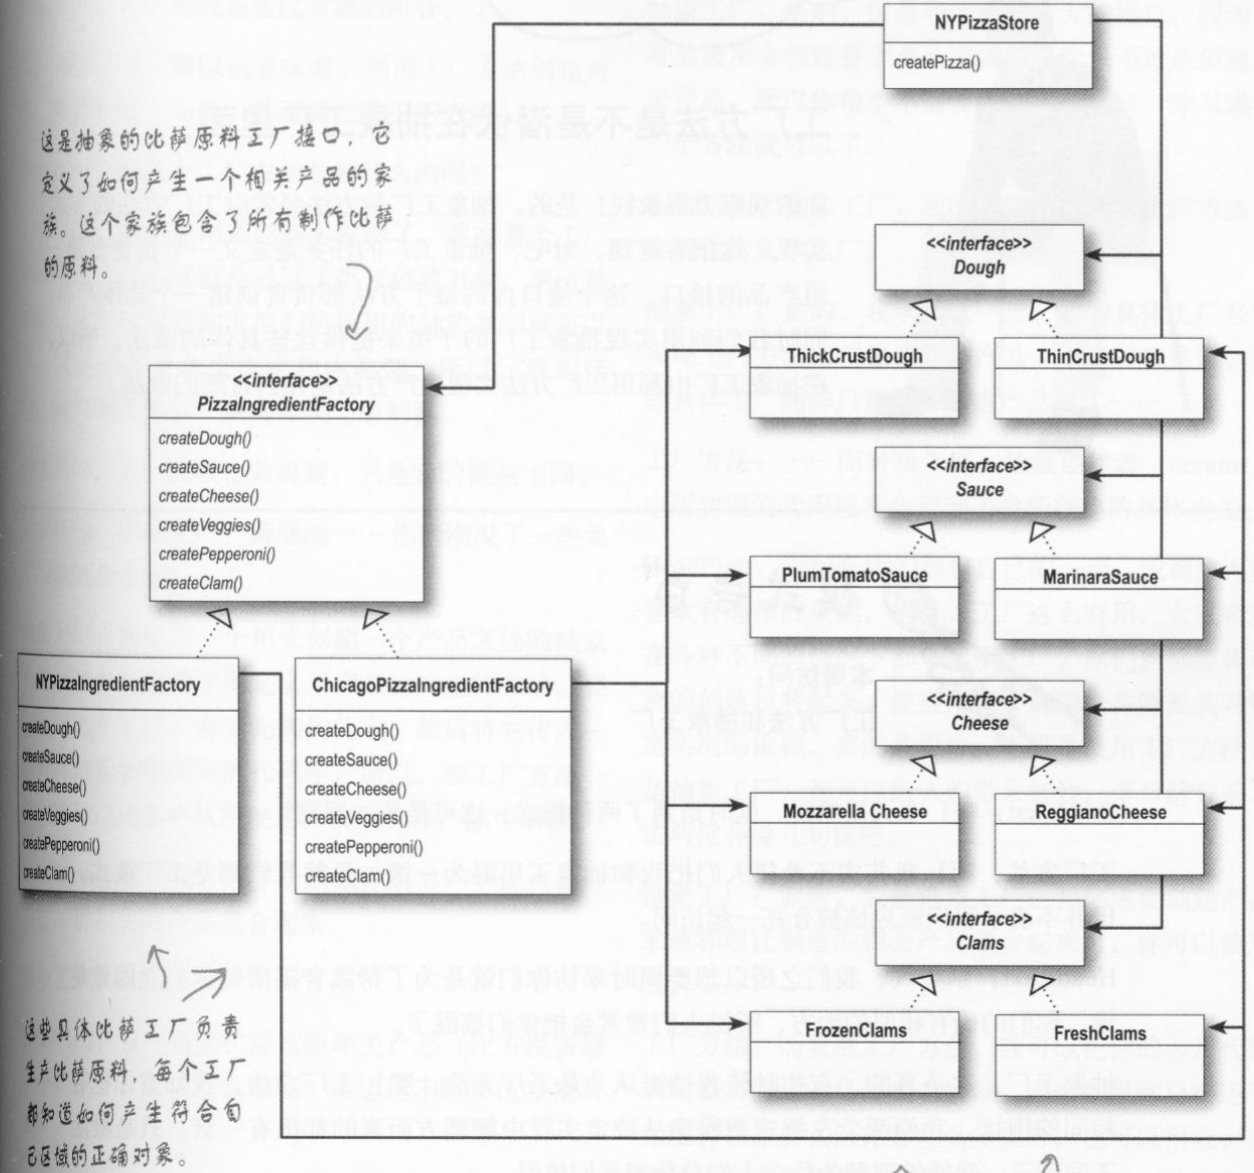 NYPizzaStore
createPizza()
这是抽象的比萨原料工厂接口，它
定义了如何产生一个相关产品的家
族。这个家族包含了所有制作比萨
的原料。
<<interface>>
Dough
ThickCrustDough
ThinCrustDough
<<interface>>
PizzaIngredientFactory
createDough()
createSauce()
createCheese()
createVeggies()
createPepperoni()
createClam()
<<interface>>
Sauce
PlumTomatoSauce
MarinaraSauce
NYPizzaIngredientFactory
createDough()
createSauce()
createCheese()
createVeggies()
createPepperoni()
createClam()
ChicagoPizzaIngredientFactory
createDough()
createSauce()
createCheese()
createVeggies()
createPepperoni()
createClam()
<<interface>>
Cheese
Mozzarella Cheese
ReggianoCheese
<<interface>>
Clams
FrozenClams
FreshClams
这些具体比萨工厂负责
生产比萨原料，每个工厂
都知道如何产生符合自
己区域的正确对象。